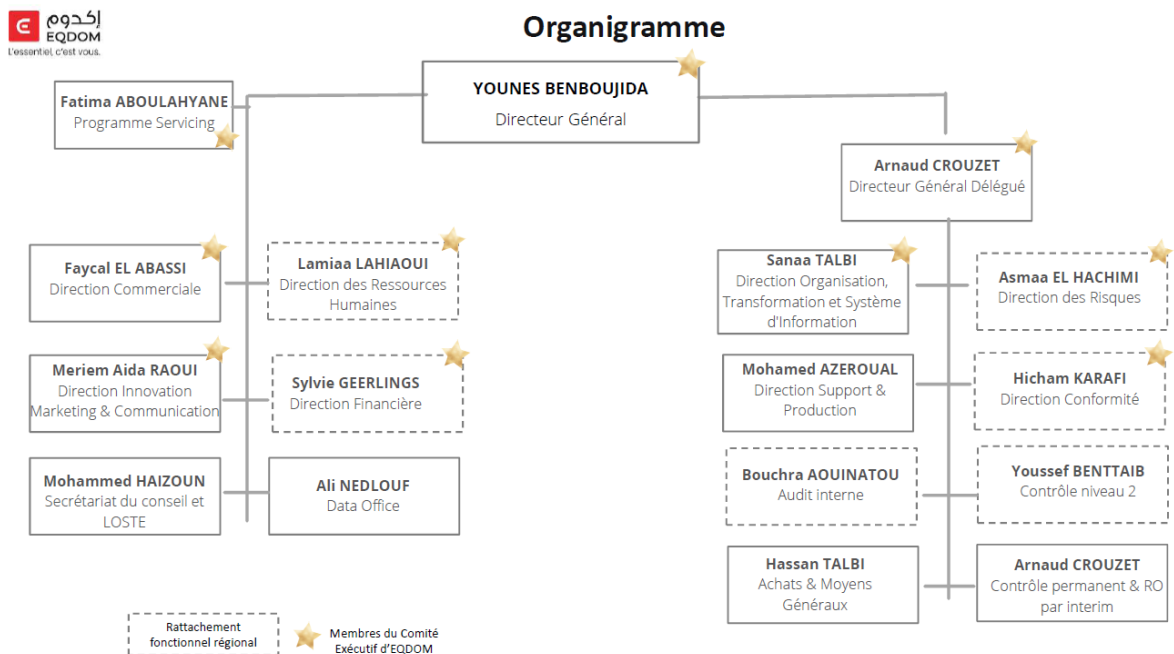 إكدوم
EQDOM
L'essentiel, c'est vous.
Organigramme
YOUNES BENBOUJIDA
Directeur Général
Fatima ABOULAHYANE
Programme Servicing
Arnaud CROUZET
Directeur Général Délégué
Faycal EL ABASSI
Direction Commerciale
Lamiaa LAHIAOUI
Direction des Ressources
Humaines
Meriem Aida RAOUI
Direction Innovation
Marketing & Communication
Sylvie GEERLINGS
Direction Financière
Mohammed HAIZOUN
Secrétariat du conseil et
LOSTE
Ali NEDLOUF
Data Office
Sanaa TALBI
Direction Organisation,
Transformation et Système
d'Information
Asmaa EL HACHIMI
Direction des Risques
Mohamed AZEROUAL
Direction Support &
Production
Hicham KARAFI
Direction Conformité
Bouchra AOUINATOU
Audit interne
Youssef BENTTAIB
Contrôle niveau 2
Hassan TALBI
Achats & Moyens
Généraux
Arnaud CROUZET
Contrôle permanent & RO
par interim
Rattachement
fonctionnel régional
Membres du Comité
Exécutif d'EQDOM